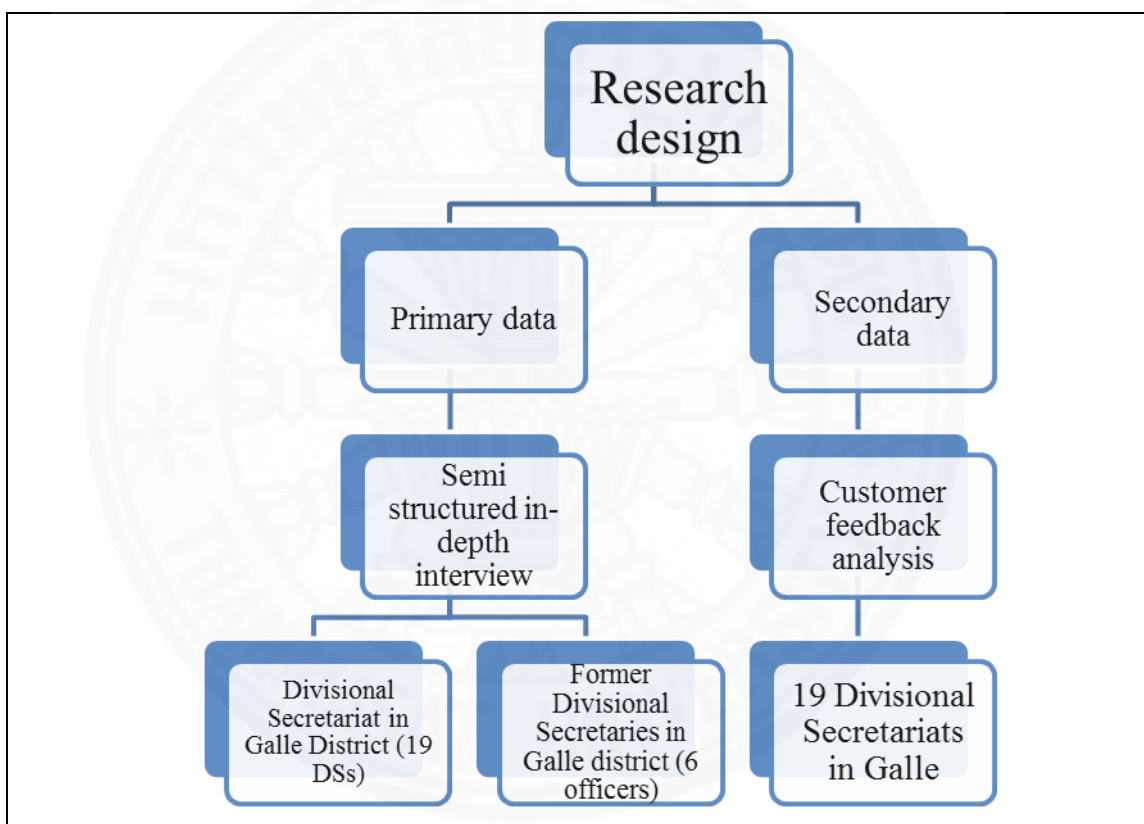 Research
design
Primary data
Secondary
data
Semi
structured in-
depth
interview
Customer
feedback
analysis
Divisional
Secretariat in
Galle District (19
DSs)
Former
Divisional
Secretaries in
Galle district (6
officers)
19 Divisional
Secretariats
in Galle